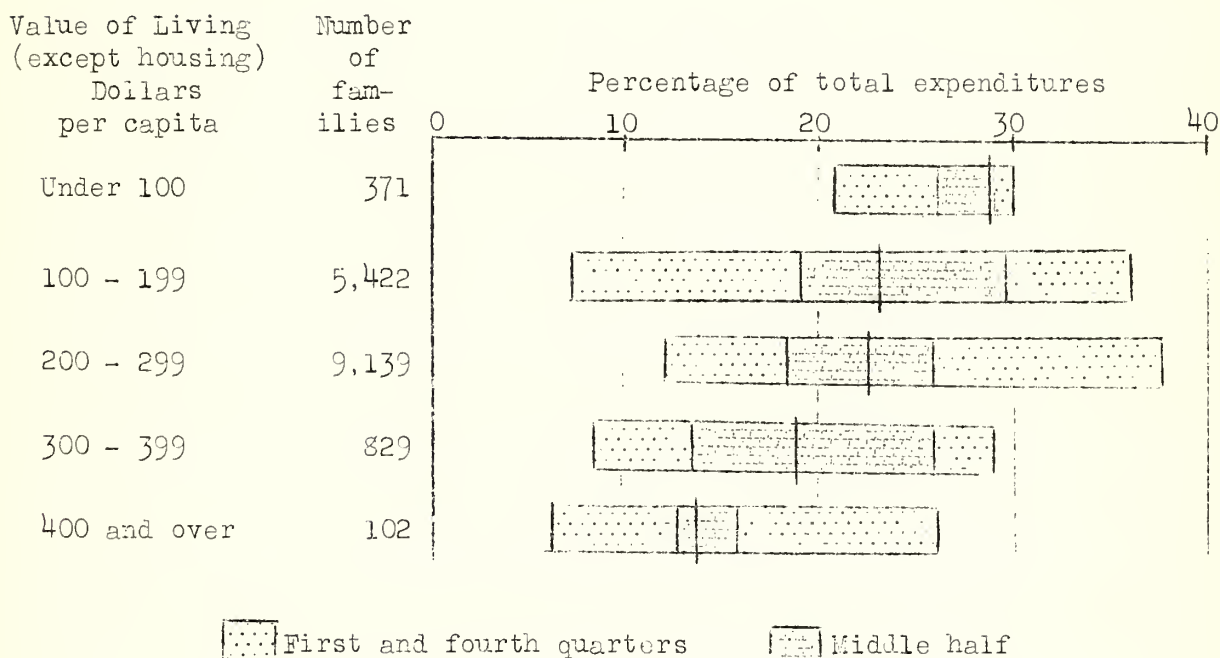 Value of Living Number
(except housing) of
Dollars fam-
per capita ilies
Percentage of total expenditures
0 10 20 30 40
Under 100 371
100 - 199 5,422
200 - 299 9,139
300 - 399 829
400 and over 102
First and fourth quarters Middle half